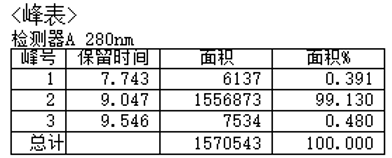 <峰表>
检测器A 280nm
峰号 保留时间 面积 面积%
1 7.743 6137 0.391
2 9.047 1556873 99.130
3 9.546 7534 0.480
总计 1570543 100.000